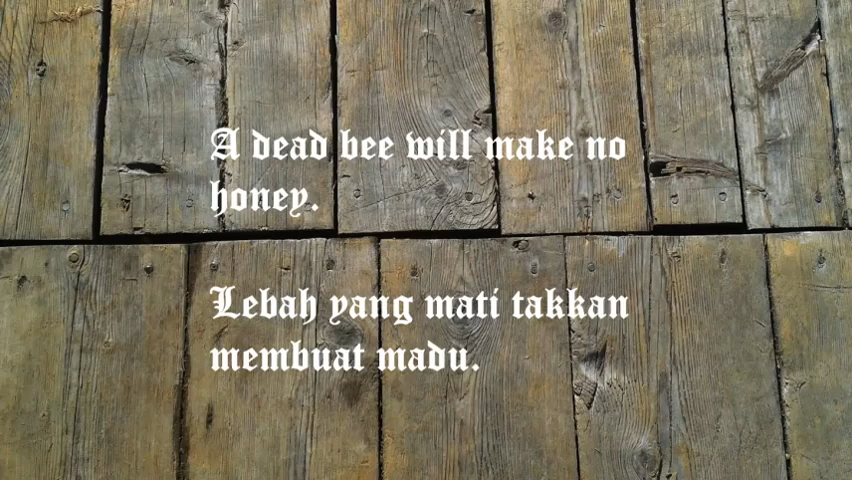 A dead bee will make no
honey.
Lebah yang mati takkan
membuat madu.